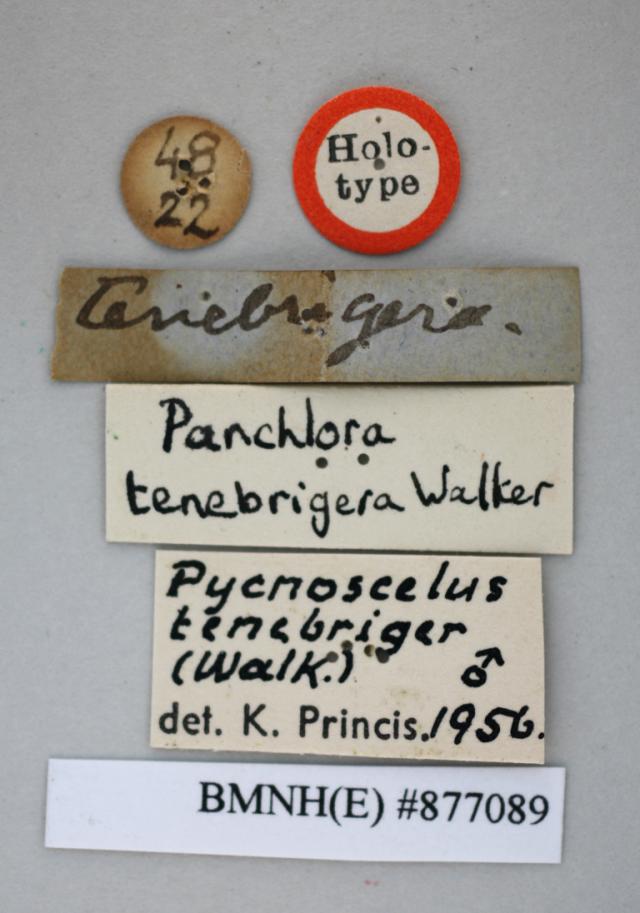 48
22
Holo-
type
tenebrigera.
Panchlora
tenebrigera Walker
Pycnoscelus
tenebriger
(Walk.) ♂
det. K. Princis. 1956.
BMNH(E) #877089